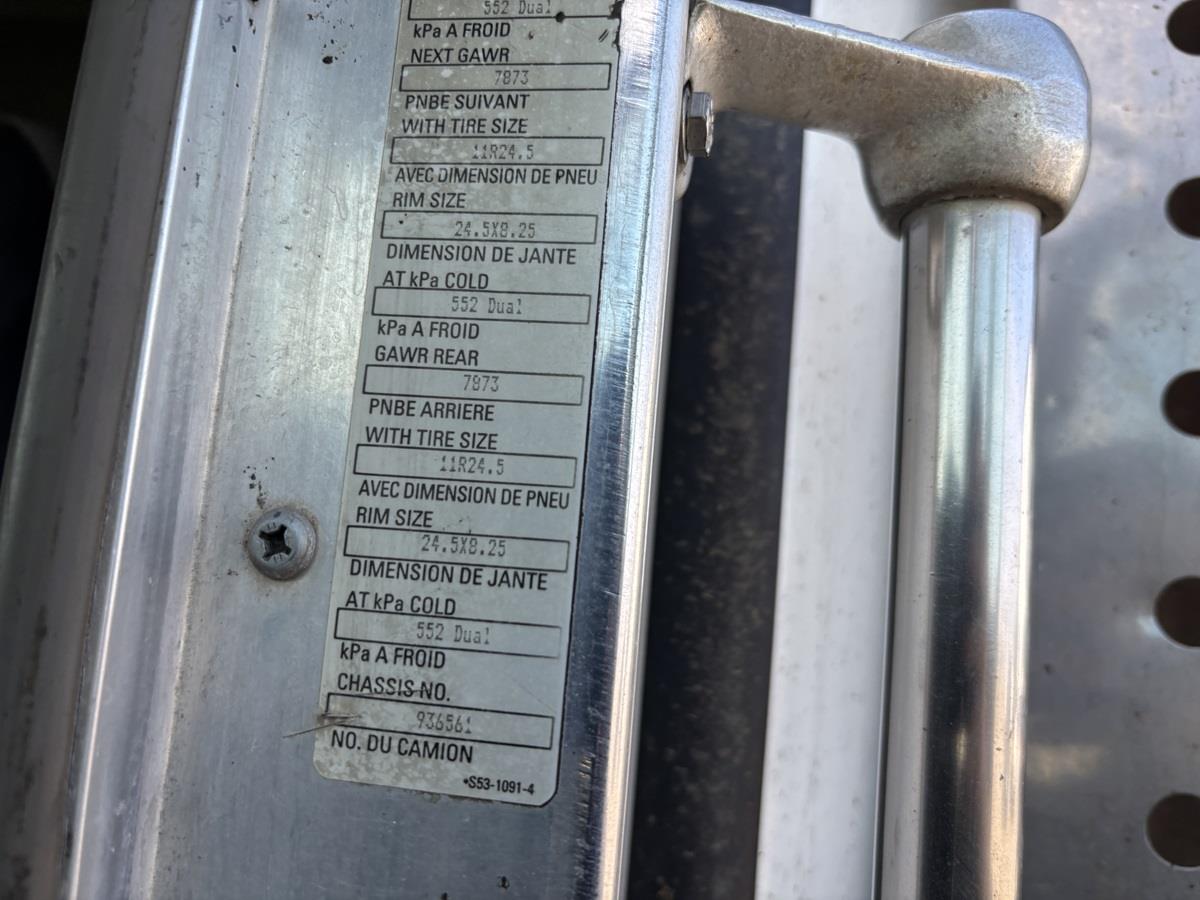 552 Dual
kPa A FROID
NEXT GAWR
7873
PNBE SUIVANT
WITH TIRE SIZE
11R24.5
AVEC DIMENSION DE PNEU
RIM SIZE
24.5X8.25
DIMENSION DE JANTE
AT kPa COLD
552 Dual
kPa A FROID
GAWR REAR
7873
PNBE ARRIERE
WITH TIRE SIZE
11R24.5
AVEC DIMENSION DE PNEU
RIM SIZE
24.5X8.25
DIMENSION DE JANTE
AT kPa COLD
552 Dual
kPa A FROID
CHASSIS NO.
936561
NO. DU CAMION
*S53-1091-4